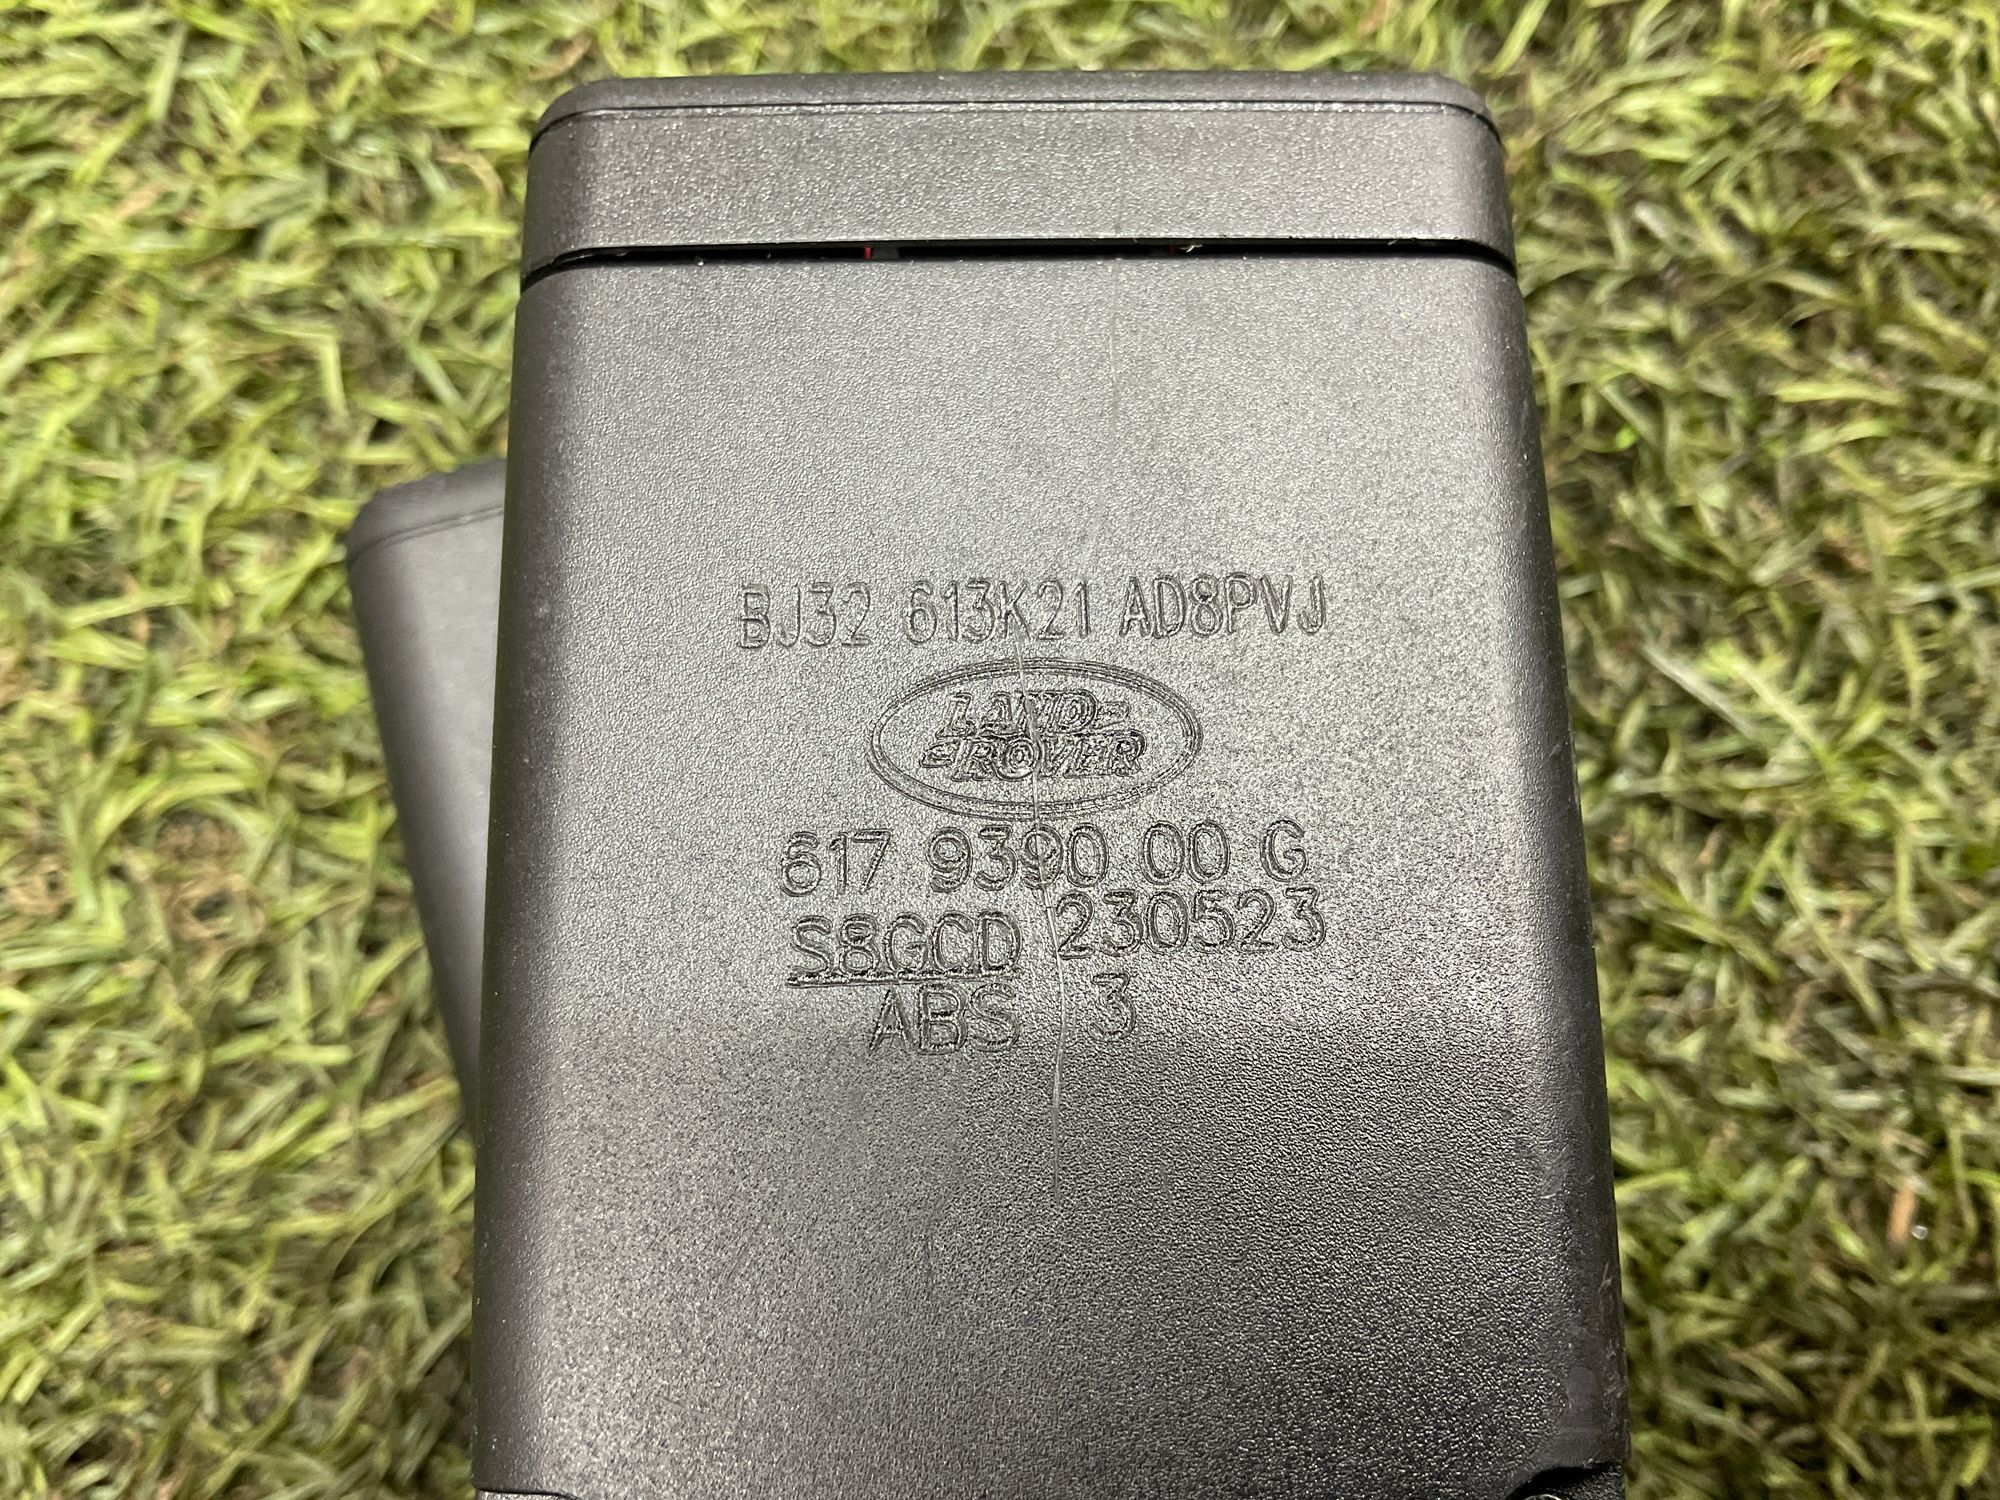 BJ32 613K21 AD8PVJ
LAND-
-ROVER
617 9390 00 G
S8GCD 230523
ABS 3